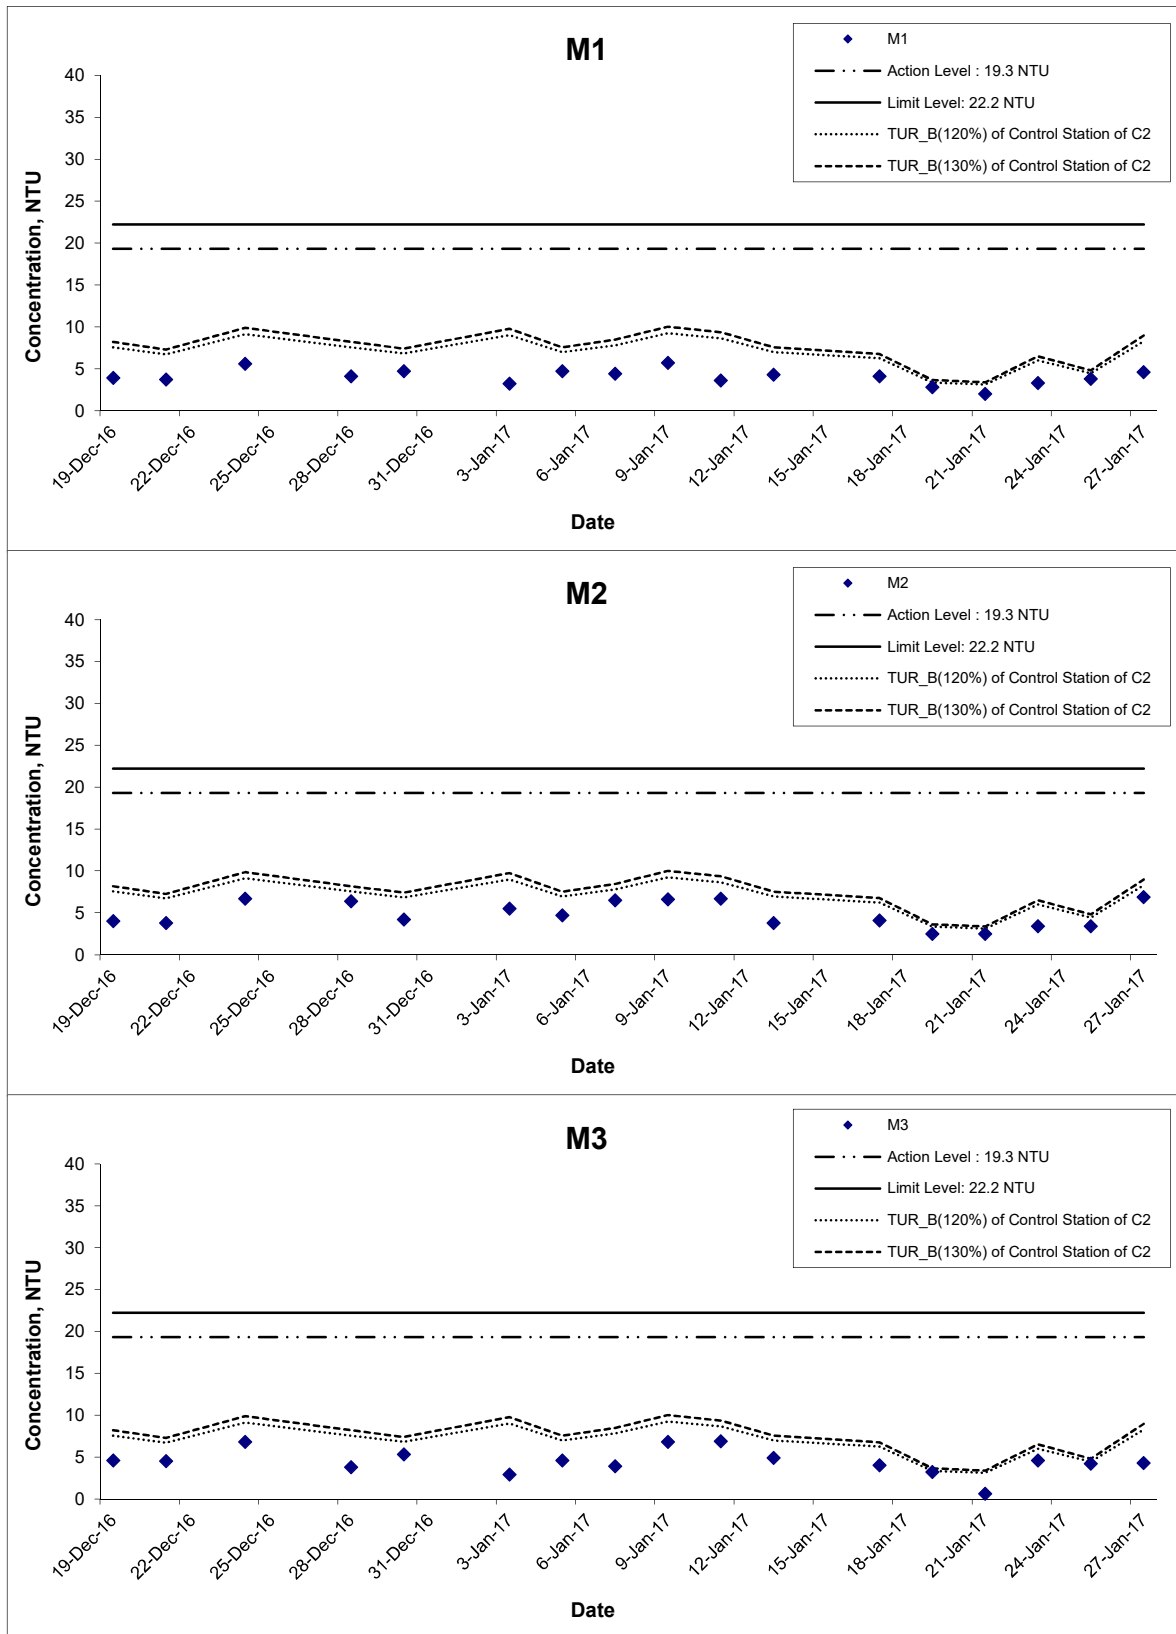 M1
M1
Action Level : 19.3 NTU
Limit Level: 22.2 NTU
TUR_B(120%) of Control Station of C2
TUR_B(130%) of Control Station of C2
Concentration, NTU
40
35
30
25
20
15
10
5
0
19-Dec-16
22-Dec-16
25-Dec-16
28-Dec-16
31-Dec-16
3-Jan-17
6-Jan-17
9-Jan-17
12-Jan-17
15-Jan-17
18-Jan-17
21-Jan-17
24-Jan-17
27-Jan-17
Date
M2
M2
Action Level : 19.3 NTU
Limit Level: 22.2 NTU
TUR_B(120%) of Control Station of C2
TUR_B(130%) of Control Station of C2
Concentration, NTU
40
35
30
25
20
15
10
5
0
19-Dec-16
22-Dec-16
25-Dec-16
28-Dec-16
31-Dec-16
3-Jan-17
6-Jan-17
9-Jan-17
12-Jan-17
15-Jan-17
18-Jan-17
21-Jan-17
24-Jan-17
27-Jan-17
Date
M3
M3
Action Level : 19.3 NTU
Limit Level: 22.2 NTU
TUR_B(120%) of Control Station of C2
TUR_B(130%) of Control Station of C2
Concentration, NTU
40
35
30
25
20
15
10
5
0
19-Dec-16
22-Dec-16
25-Dec-16
28-Dec-16
31-Dec-16
3-Jan-17
6-Jan-17
9-Jan-17
12-Jan-17
15-Jan-17
18-Jan-17
21-Jan-17
24-Jan-17
27-Jan-17
Date